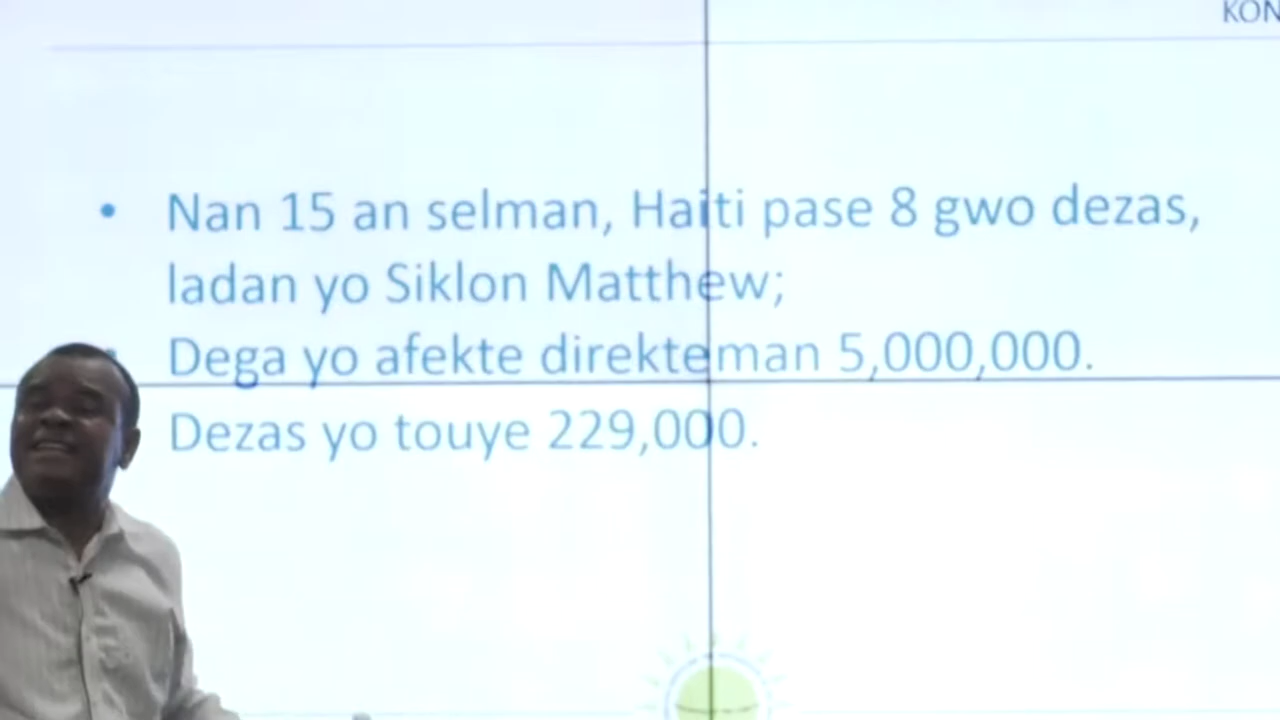 KON
• Nan 15 an selman, Haiti pase 8 gwo dezas,
ladan yo Siklon Matthew;
Dega yo afekte direkteman 5,000,000.
Dezas yo touye 229,000.